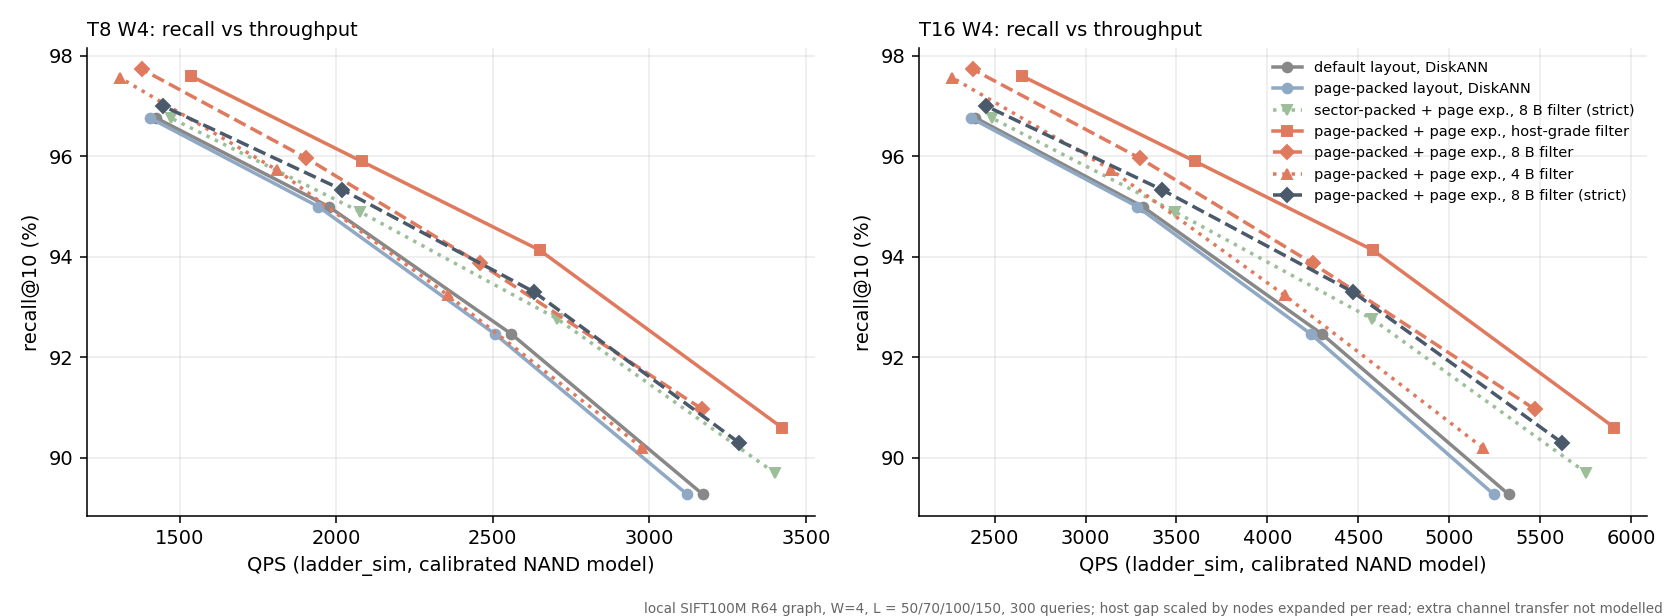 T8 W4: recall vs throughput
98
96
94
92
90
recall@10 (%)
1500
2000
2500
3000
3500
QPS (ladder_sim, calibrated NAND model)
T16 W4: recall vs throughput
98
96
94
92
90
recall@10 (%)
default layout, DiskANN
page-packed layout, DiskANN
sector-packed + page exp., 8 B filter (strict)
page-packed + page exp., host-grade filter
page-packed + page exp., 8 B filter
page-packed + page exp., 4 B filter
page-packed + page exp., 8 B filter (strict)
2500
3000
3500
4000
4500
5000
5500
6000
QPS (ladder_sim, calibrated NAND model)
local SIFT100M R64 graph, W=4, L = 50/70/100/150, 300 queries; host gap scaled by nodes expanded per read; extra channel transfer not modelled